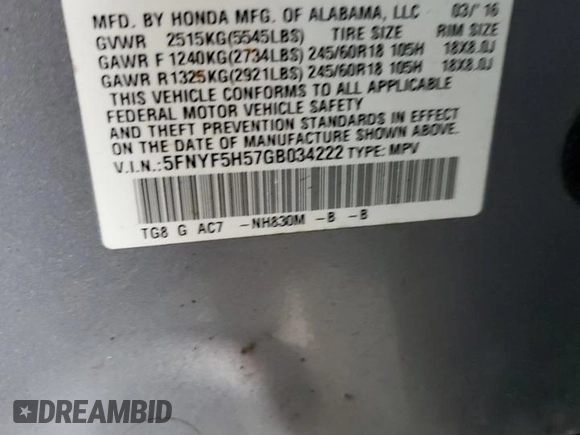 MFD. BY HONDA MFG. OF ALABAMA, LLC 03/'16
GVWR 2515KG(5545LBS) TIRE SIZE RIM SIZE
GAWR F 1240KG(2734LBS) 245/60R18 105H 18X8.0J
GAWR R1325KG(2921LBS) 245/60R18 105H 18X8.0J
THIS VEHICLE CONFORMS TO ALL APPLICABLE
FEDERAL MOTOR VEHICLE SAFETY
AND THEFT PREVENTION STANDARDS IN EFFECT
ON THE DATE OF MANUFACTURE SHOWN ABOVE.
V.I.N.:5FNYF5H57GB034222 TYPE: MPV
TG8 G AC7 -NH830M -B -B
DREAMBID